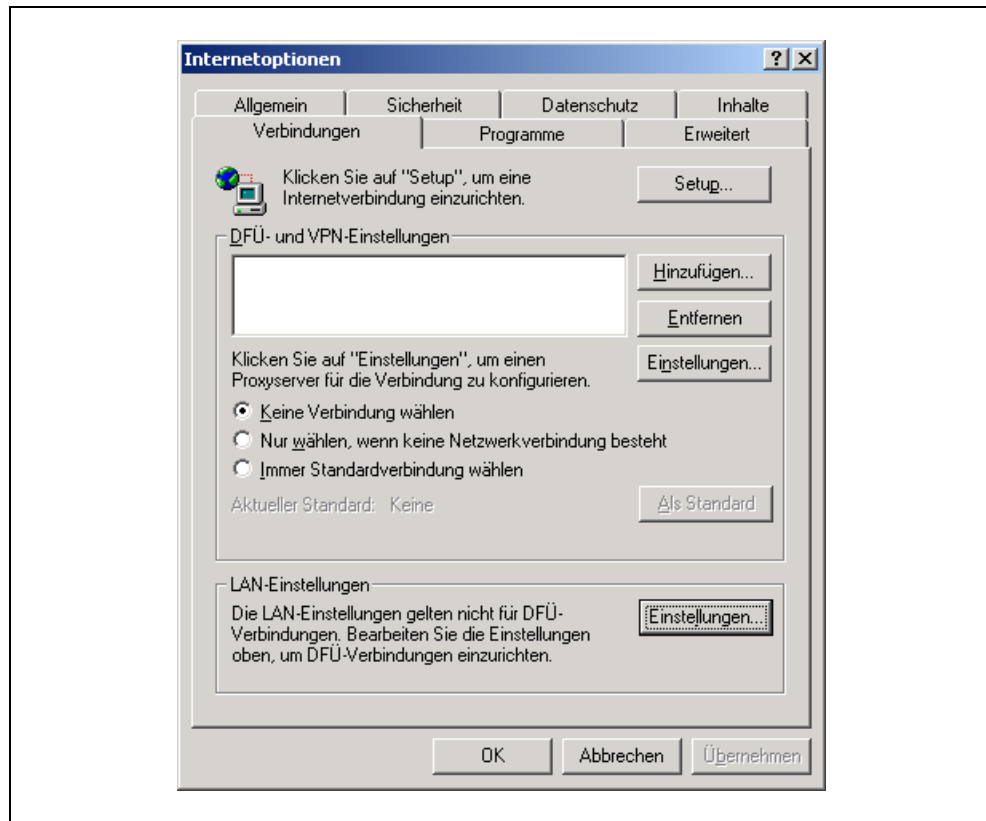 Internetoptionen
Allgemein Sicherheit Datenschutz Inhalte
Verbindungen Programme Erweitert
Klicken Sie auf "Setup", um eine
Internetverbindung einzurichten.
Setup...
DFÜ- und VPN-Einstellungen
Hinzufügen...
Entfernen
Klicken Sie auf "Einstellungen", um einen
Proxyserver für die Verbindung zu konfigurieren.
Einstellungen...
Keine Verbindung wählen
Nur wählen, wenn keine Netzwerkverbindung besteht
Immer Standardverbindung wählen
Aktueller Standard: Keine
Als Standard
LAN-Einstellungen
Die LAN-Einstellungen gelten nicht für DFÜ-
Verbindungen. Bearbeiten Sie die Einstellungen
oben, um DFÜ-Verbindungen einzurichten.
Einstellungen...
OK Abbrechen Übernehmen